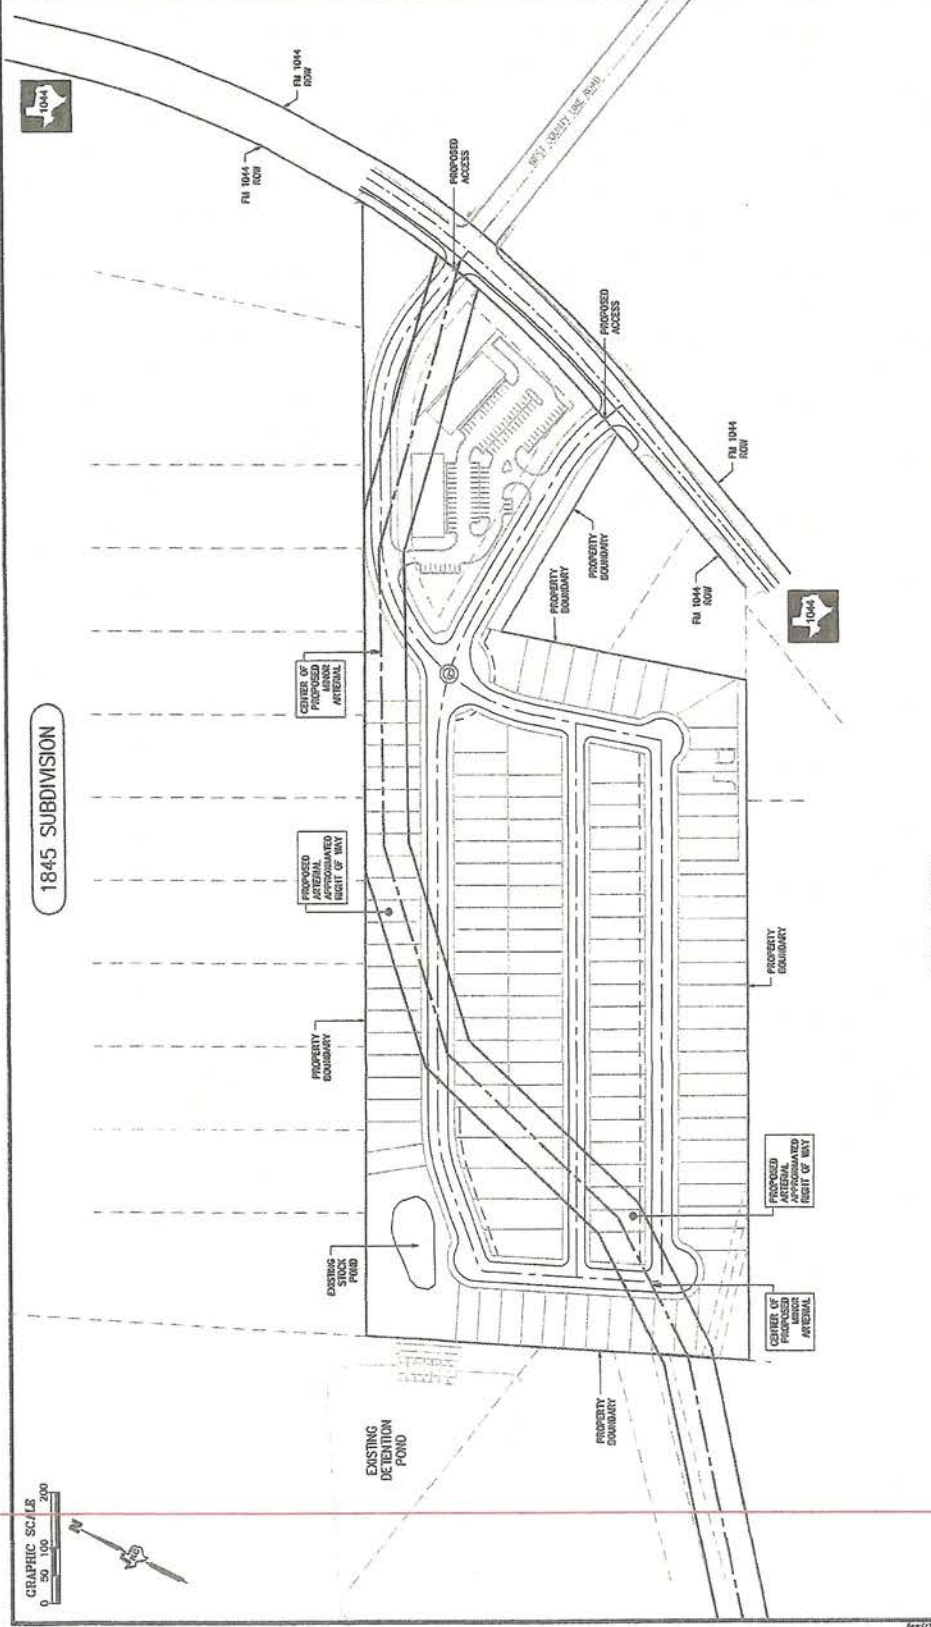 1044
FM 1044
ROW
FM 1044
ROW
WEST COUNTY LINE ROAD
PROPOSED
ACCESS
PROPOSED
ACCESS
FM 1044
ROW
PROPERTY
BOUNDARY
PROPERTY
BOUNDARY
FM 1044
ROW
1044
CENTER OF
PROPOSED
MINOR
ARTERIAL
1845 SUBDIVISION
PROPOSED
ARTERIAL
APPROXIMATED
RIGHT OF WAY
PROPERTY
BOUNDARY
PROPERTY
BOUNDARY
PROPOSED
ARTERIAL
APPROXIMATED
RIGHT OF WAY
EXISTING
STOCK
POND
CENTER OF
PROPOSED
MINOR
ARTERIAL
PROPERTY
BOUNDARY
EXISTING
DETENTION
POND
GRAPHIC SCALE
0 50 100 200
N